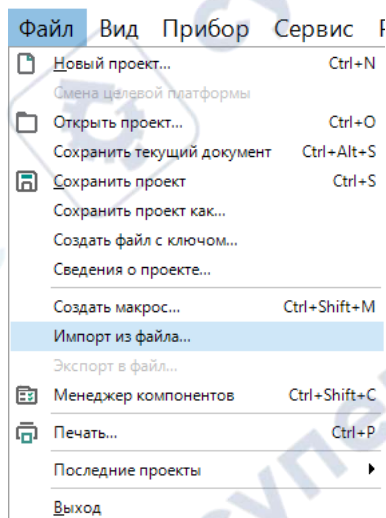 Файл Вид Прибор Сервис
Новый проект... Ctrl+N
Смена целевой платформы
Открыть проект... Ctrl+O
Сохранить текущий документ Ctrl+Alt+S
Сохранить проект Ctrl+S
Сохранить проект как...
Создать файл с ключом...
Сведения о проекте...
Создать макрос... Ctrl+Shift+M
Импорт из файла...
Экспорт в файл...
Менеджер компонентов Ctrl+Shift+C
Печать... Ctrl+P
Последние проекты
Выход